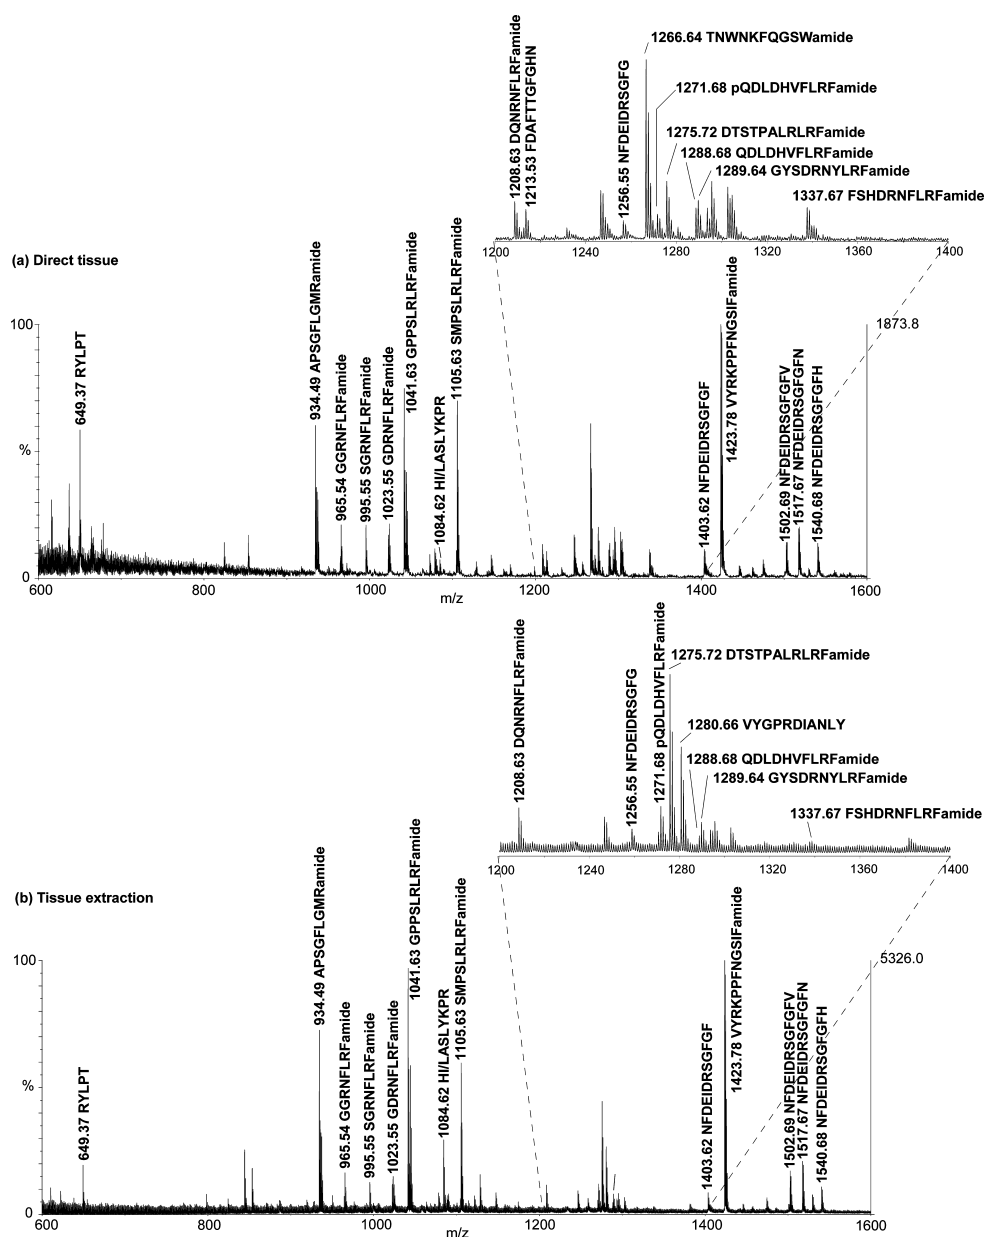 1208.63 DQNRNFLRFamide
1213.53 FDAFTTGFGHN
1256.55 NFDEIDRSGFG
1266.64 TNWNKFQGSWamide
1271.68 pQDLDHVFLRFamide
1275.72 DTSTPALRLRFamide
1288.68 QDLDHVFLRFamide
1289.64 GYSDRNYLRFamide
1337.67 FSHDRNFLRFamide
1200 1240 1280 1320 1360 1400
(a) Direct tissue
100
%
0
1873.8
649.37 RYLPT
934.49 APSGFLGMRamide
965.54 GGRNFLRFamide
995.55 SGRNFLRFamide
1023.55 GDRNFLRFamide
1041.63 GPPSLRLRFamide
1084.62 HI/LASLYKPR
1105.63 SMPSLRLRFamide
1403.62 NFDEIDRSGFGF
1423.78 VYRKPPFNGSIFamide
1502.69 NFDEIDRSGFGFV
1517.67 NFDEIDRSGFGFN
1540.68 NFDEIDRSGFGFH
600 800 1000 1200 1400 1600
m/z
1208.63 DQNRNFLRFamide
1256.55 NFDEIDRSGFG
1271.68 pQDLDHVFLRFamide
1275.72 DTSTPALRLRFamide
1280.66 VYGPRDIANLY
1288.68 QDLDHVFLRFamide
1289.64 GYSDRNYLRFamide
1337.67 FSHDRNFLRFamide
1200 1240 1280 1320 1360 1400
(b) Tissue extraction
100
%
0
5326.0
649.37 RYLPT
934.49 APSGFLGMRamide
965.54 GGRNFLRFamide
995.55 SGRNFLRFamide
1023.55 GDRNFLRFamide
1041.63 GPPSLRLRFamide
1084.62 HI/LASLYKPR
1105.63 SMPSLRLRFamide
1403.62 NFDEIDRSGFGF
1423.78 VYRKPPFNGSIFamide
1502.69 NFDEIDRSGFGFV
1517.67 NFDEIDRSGFGFN
1540.68 NFDEIDRSGFGFH
600 800 1000 1200 1400 1600
m/z